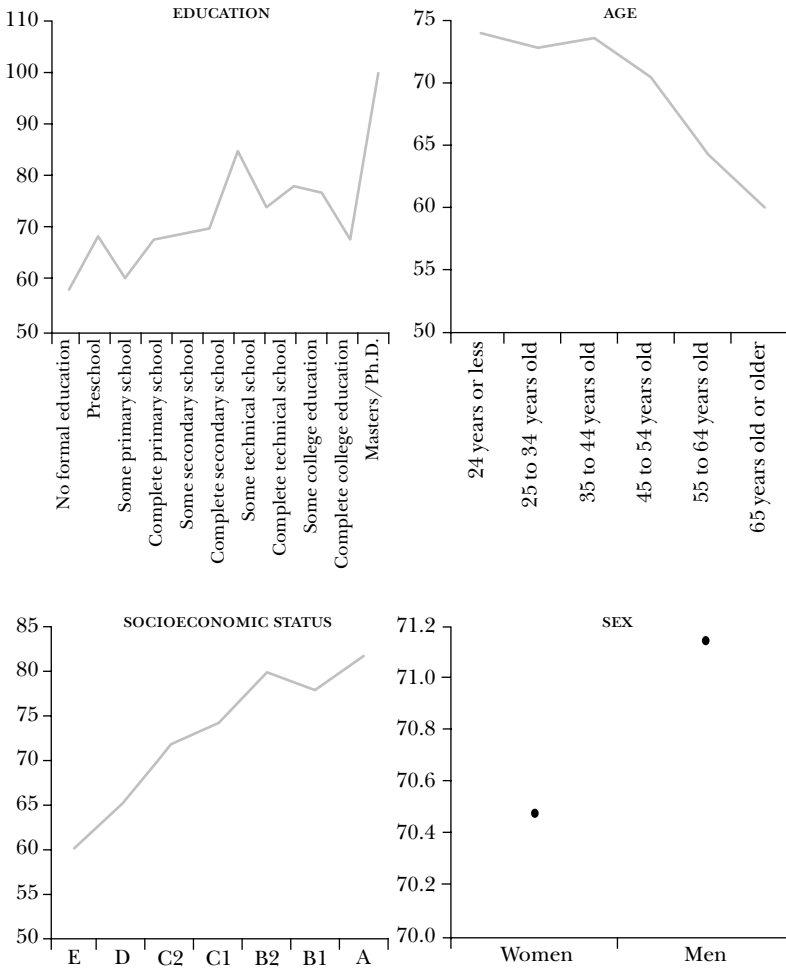 EDUCATION
110
100
90
80
70
60
50
No formal education
Preschool
Some primary school
Complete primary school
Some secondary school
Complete secondary school
Some technical school
Complete technical school
Some college education
Complete college education
Masters/Ph.D.
AGE
75
70
65
60
55
50
24 years or less
25 to 34 years old
35 to 44 years old
45 to 54 years old
55 to 64 years old
65 years old or older
SOCIOECONOMIC STATUS
85
80
75
70
65
60
55
50
E D C2 C1 B2 B1 A
SEX
71.2
71.0
70.8
70.6
70.4
70.2
70.0
Women Men